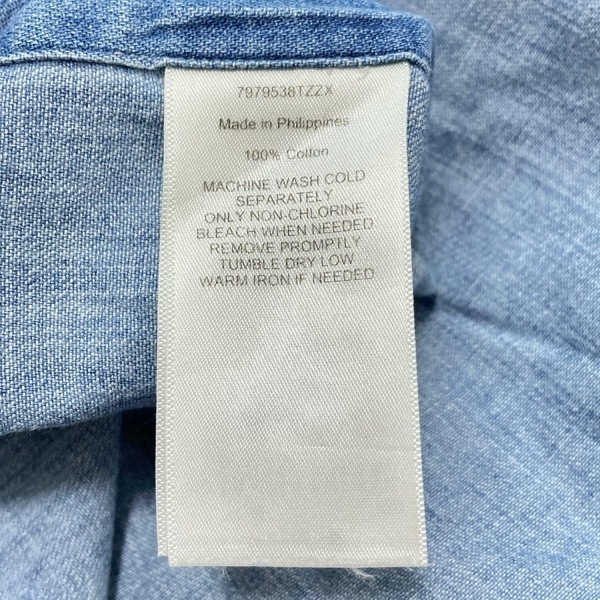 7979538TZZX
Made in Philippines
100% Cotton
MACHINE WASH COLD
SEPARATELY
ONLY NON-CHLORINE
BLEACH WHEN NEEDED
REMOVE PROMPTLY
TUMBLE DRY LOW
WARM IRON IF NEEDED